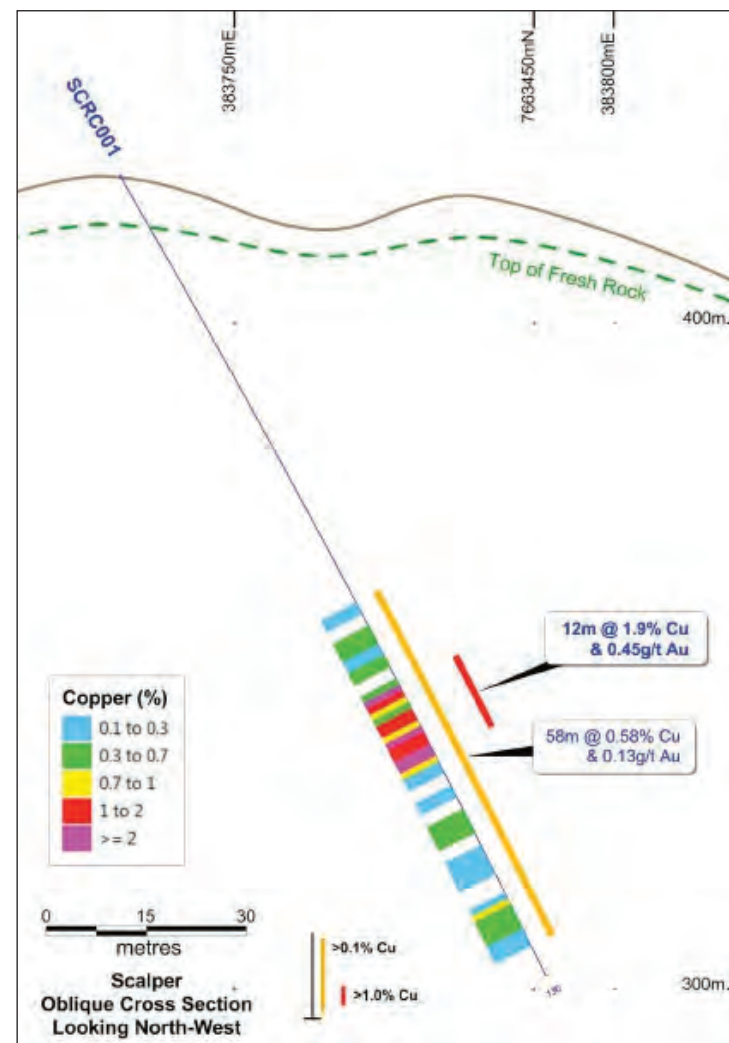 383750mE
7663450mN
383800mE
SCRC001
Top of Fresh Rock
400m.
12m @ 1.9% Cu
& 0.45g/t Au
58m @ 0.58% Cu
& 0.13g/t Au
Copper (%)
0.1 to 0.3
0.3 to 0.7
0.7 to 1
1 to 2
>= 2
0 15 30
metres
Scalper
Oblique Cross Section
Looking North-West
>0.1% Cu
>1.0% Cu
300m.